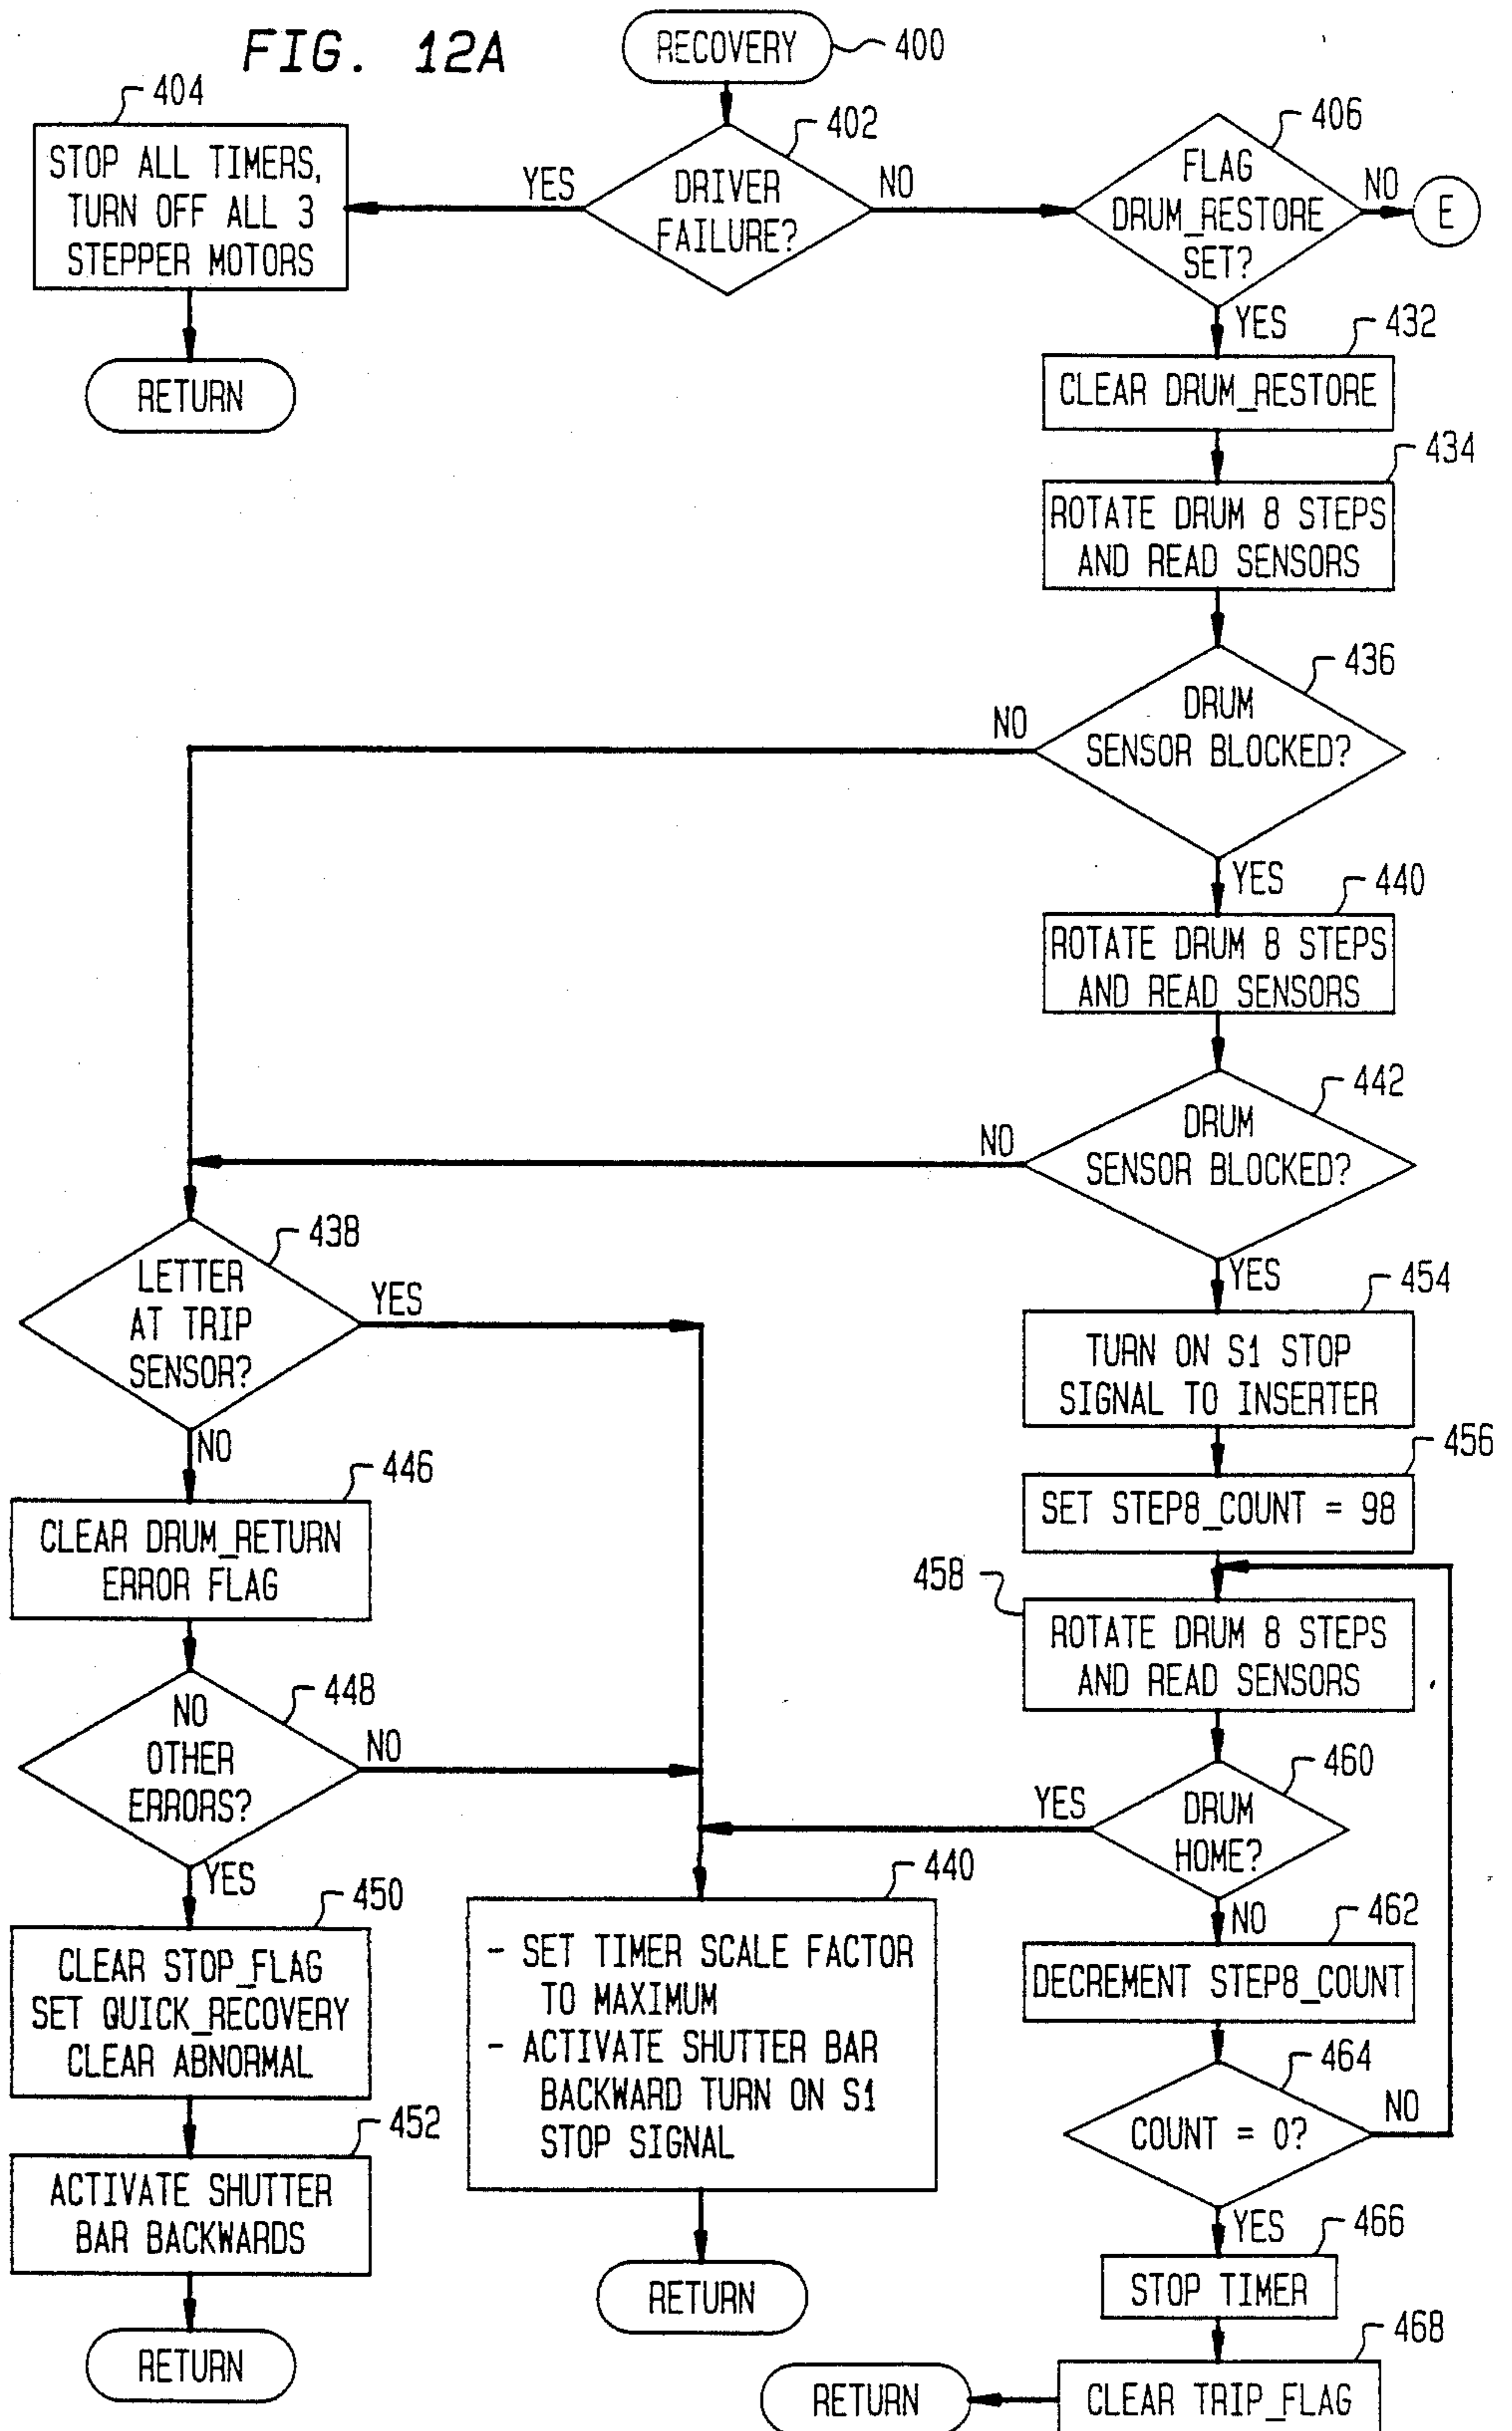 FIG. 12A
RECOVERY
400
404
STOP ALL TIMERS,
TURN OFF ALL 3
STEPPER MOTORS
RETURN
YES
402
DRIVER
FAILURE?
NO
406
FLAG
DRUM_RESTORE
SET?
NO
E
YES
432
CLEAR DRUM_RESTORE
434
ROTATE DRUM 8 STEPS
AND READ SENSORS
436
DRUM
SENSOR BLOCKED?
NO
YES
440
ROTATE DRUM 8 STEPS
AND READ SENSORS
442
DRUM
SENSOR BLOCKED?
NO
YES
438
LETTER
AT TRIP
SENSOR?
YES
NO
446
CLEAR DRUM_RETURN
ERROR FLAG
448
NO
OTHER
ERRORS?
NO
YES
450
CLEAR STOP_FLAG
SET QUICK_RECOVERY
CLEAR ABNORMAL
452
ACTIVATE SHUTTER
BAR BACKWARDS
RETURN
440
- SET TIMER SCALE FACTOR
TO MAXIMUM
- ACTIVATE SHUTTER BAR
BACKWARD TURN ON S1
STOP SIGNAL
RETURN
454
TURN ON S1 STOP
SIGNAL TO INSERTER
456
SET STEP8_COUNT = 98
458
ROTATE DRUM 8 STEPS
AND READ SENSORS
460
DRUM
HOME?
YES
NO
462
DECREMENT STEP8_COUNT
464
COUNT = 0?
NO
YES
466
STOP TIMER
468
CLEAR TRIP_FLAG
RETURN